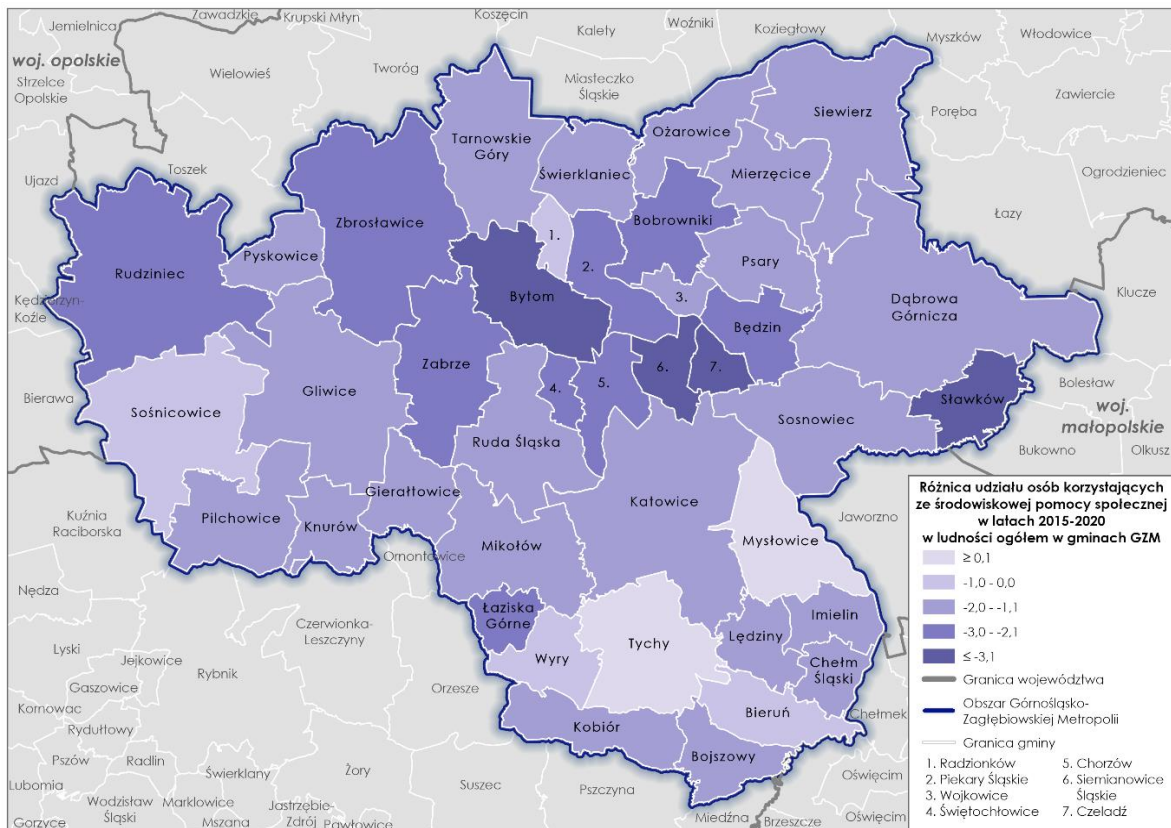 Jemielnica
Zawadzkie
Krupski Młyn
Koszęcin
Kalety
Woźniki
Koziegłowy
Myszków
Włodowice
woj. opolskie
Strzelce
Opolskie
Wielowieś
Tworóg
Miasteczko
Śląskie
Siewierz
Poręba
Zawiercie
Tarnowskie
Góry
Ożarowice
Ujazd
Toszek
Świerklaniec
Mierzęcice
Ogrodzieniec
Zbrosławice
1.
Bobrowniki
Łazy
Rudziniec
Pyskowice
2.
Psary
Kędzierzyn-
Koźle
Bytom
3.
Dąbrowa
Górnicza
Klucze
Będzin
Zabrze
6.
7.
Bierawa
Sośnicowice
Gliwice
4.
5.
Sławków
Bolesław
woj.
małopolskie
Ruda Śląska
Sosnowiec
Bukowno
Olkusz
Kuźnia
Raciborska
Pilchowice
Knurów
Gierałtowice
Katowice
Jaworzno
Ornontowice
Mikołów
Mysłowice
Nędza
Czerwionka-
Leszczyny
Łaziska
Górne
Imielin
Lyski
Jejkowice
Rybnik
Wyry
Tychy
Lędziny
Chełm
Śląski
Gaszowice
Kornowac
Rydułtowy
Orzesze
Bieruń
Chełmek
Kobiór
Pszów
Radlin
Bojszowy
Lubomia
Świerklany
Żory
Suszec
Pszczyna
Oświęcim
Wodzisław
Śląski
Marklowice
Mszana
Jastrzębie-
Zdrój
Pawłowice
Miedźna
Brzeszcze
Oświęcim
Gorzyce
Różnica udziału osób korzystających
ze środowiskowej pomocy społecznej
w latach 2015-2020
w ludności ogółem w gminach GZM
≥ 0,1
-1,0 - 0,0
-2,0 - -1,1
-3,0 - -2,1
≤ -3,1
Granica województwa
Obszar Górnośląsko-
Zagłębiowskiej Metropolii
Granica gminy
1. Radzionków
2. Piekary Śląskie
3. Wojkowice
4. Świętochłowice
5. Chorzów
6. Siemianowice
Śląskie
7. Czeladź